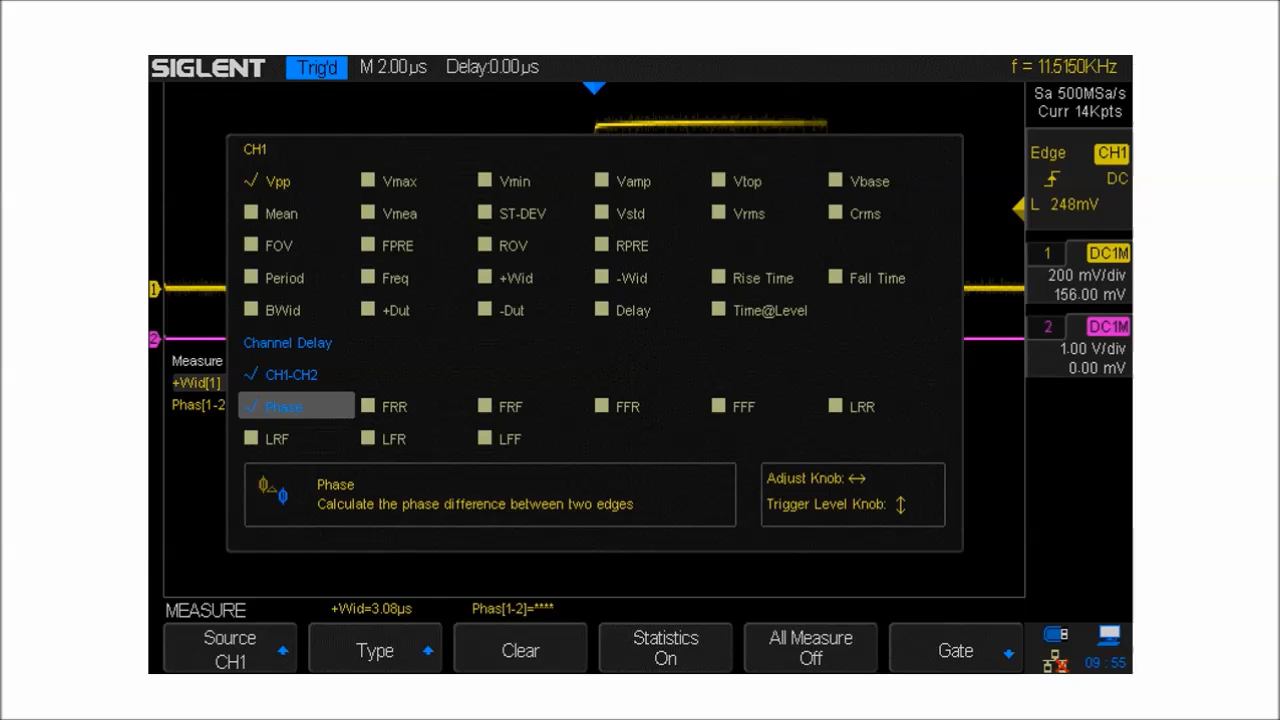 SIGLENT Trig'd M 2.00µs Delay:0.00µs f = 11.5150KHz
Sa 500MSa/s
Curr 14Kpts
CH1
Edge CH1
✓ Vpp Vmax Vmin Vamp Vtop Vbase
DC
L 248mV
Mean Vmea ST-DEV Vstd Vrms Crms
FOV FPRE ROV RPRE
1 DC1M
Period Freq +Wid -Wid Rise Time Fall Time
200 mV/div
156.00 mV
1
BWid +Dut -Dut Delay Time@Level
2 DC1M
2
Channel Delay
1.00 V/div
0.00 mV
Measure
✓ CH1-CH2
+Wid[1]
Phas[1-2
✓ Phase FRR FRF FFR FFF LRR
LRF LFR LFF
Phase
Calculate the phase difference between two edges
Adjust Knob: ↔
Trigger Level Knob: ↕
MEASURE +Wid=3.08µs Phas[1-2]=****
Source
CH1
Type
Clear
Statistics
On
All Measure
Off
Gate
09 : 55